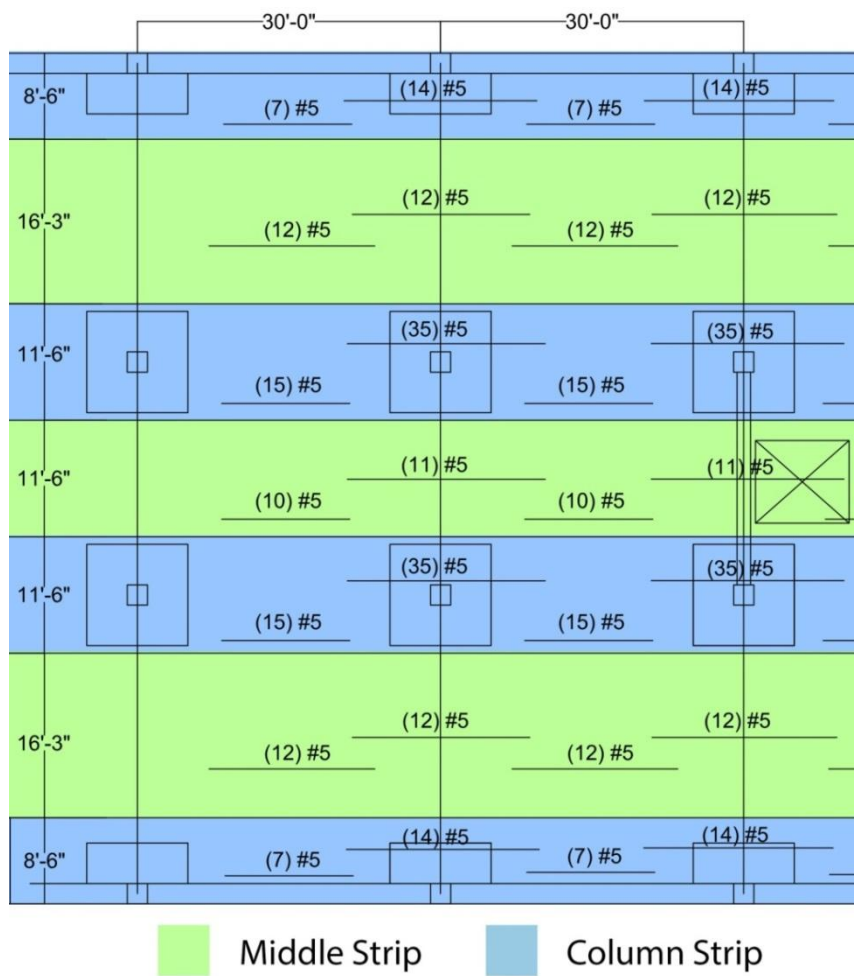 30'-0" 30'-0"
8'-6"
(14) #5 (14) #5
(7) #5 (7) #5
16'-3"
(12) #5 (12) #5
(12) #5 (12) #5
11'-6"
(35) #5 (35) #5
(15) #5 (15) #5
11'-6"
(11) #5 (11) #5
(10) #5 (10) #5
11'-6"
(35) #5 (35) #5
(15) #5 (15) #5
16'-3"
(12) #5 (12) #5
(12) #5 (12) #5
8'-6"
(14) #5 (14) #5
(7) #5 (7) #5
Middle Strip Column Strip